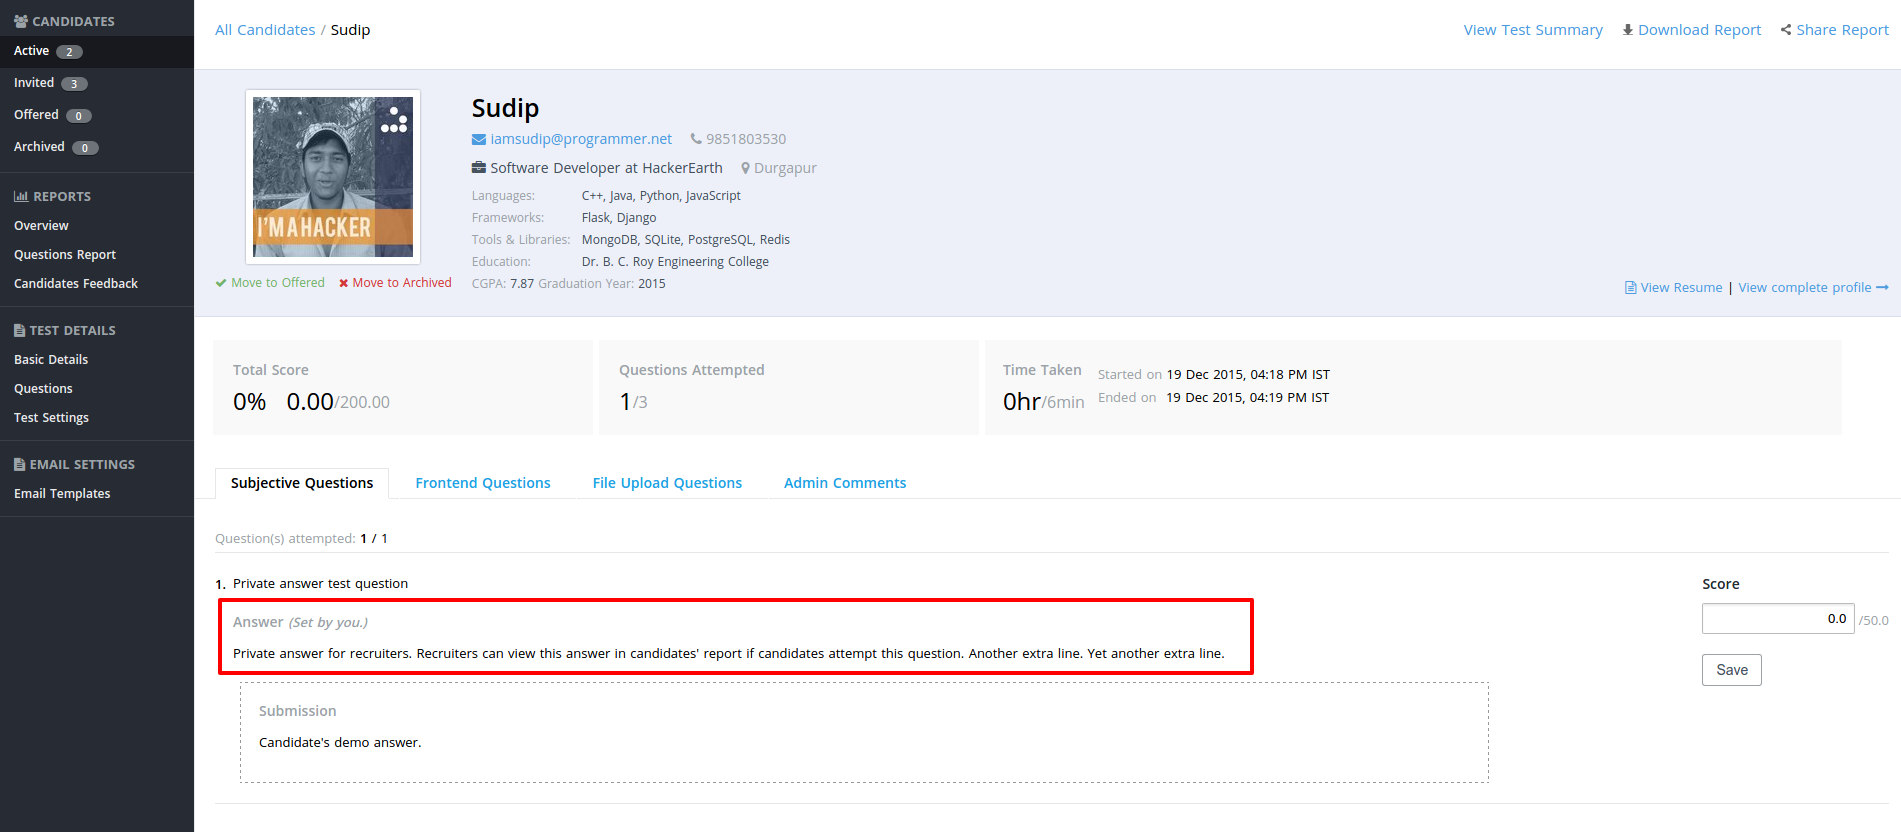 CANDIDATES
Active 2
Invited 3
Offered 0
Archived 0
REPORTS
Overview
Questions Report
Candidates Feedback
TEST DETAILS
Basic Details
Questions
Test Settings
EMAIL SETTINGS
Email Templates
All Candidates / Sudip
View Test Summary Download Report Share Report
I'M A HACKER
Move to Offered Move to Archived
Sudip
iamsudip@programmer.net 9851803530
Software Developer at HackerEarth Durgapur
Languages: C++, Java, Python, JavaScript
Frameworks: Flask, Django
Tools & Libraries: MongoDB, SQLite, PostgreSQL, Redis
Education: Dr. B. C. Roy Engineering College
CGPA: 7.87 Graduation Year: 2015
View Resume | View complete profile
Total Score
0% 0.00/200.00
Questions Attempted
1/3
Time Taken
0hr/6min
Started on 19 Dec 2015, 04:18 PM IST
Ended on 19 Dec 2015, 04:19 PM IST
Subjective Questions Frontend Questions File Upload Questions Admin Comments
Question(s) attempted: 1 / 1
1. Private answer test question
Answer (Set by you.)
Private answer for recruiters. Recruiters can view this answer in candidates' report if candidates attempt this question. Another extra line. Yet another extra line.
Submission
Candidate's demo answer.
Score
0.0 /50.0
Save